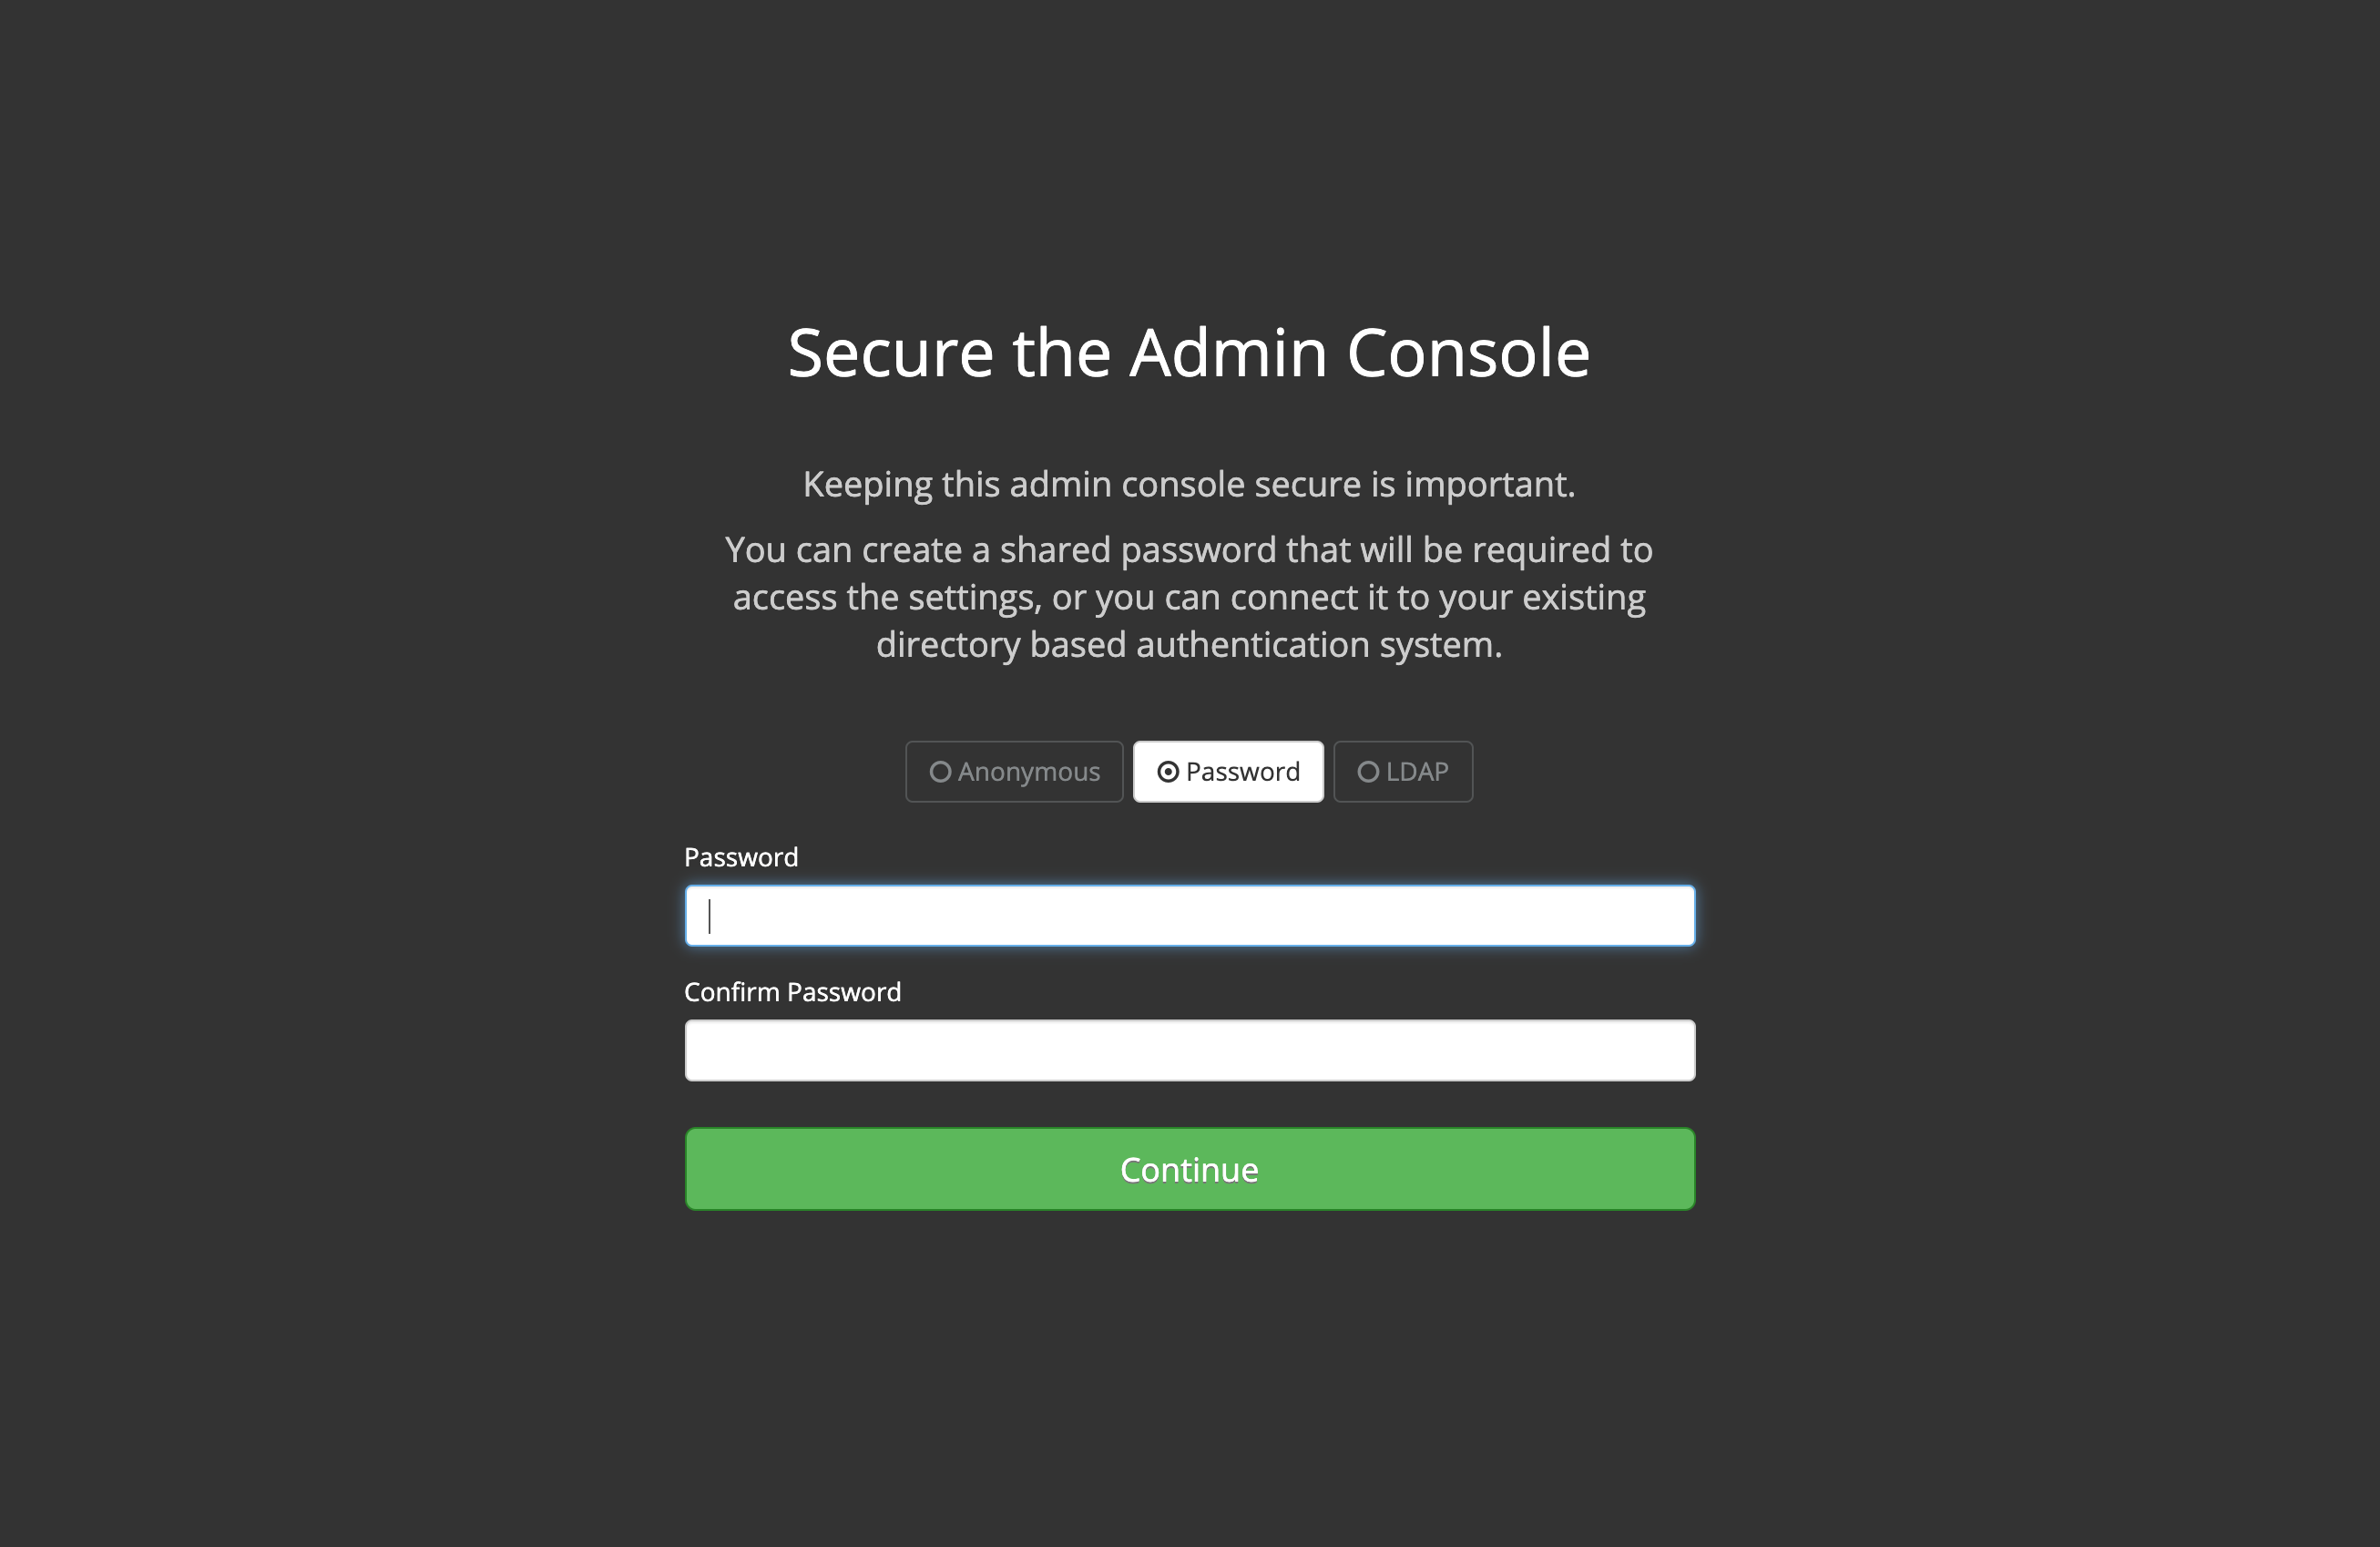 Secure the Admin Console
Keeping this admin console secure is important.
You can create a shared password that will be required to
access the settings, or you can connect it to your existing
directory based authentication system.
Anonymous
Password
LDAP
Password
Confirm Password
Continue